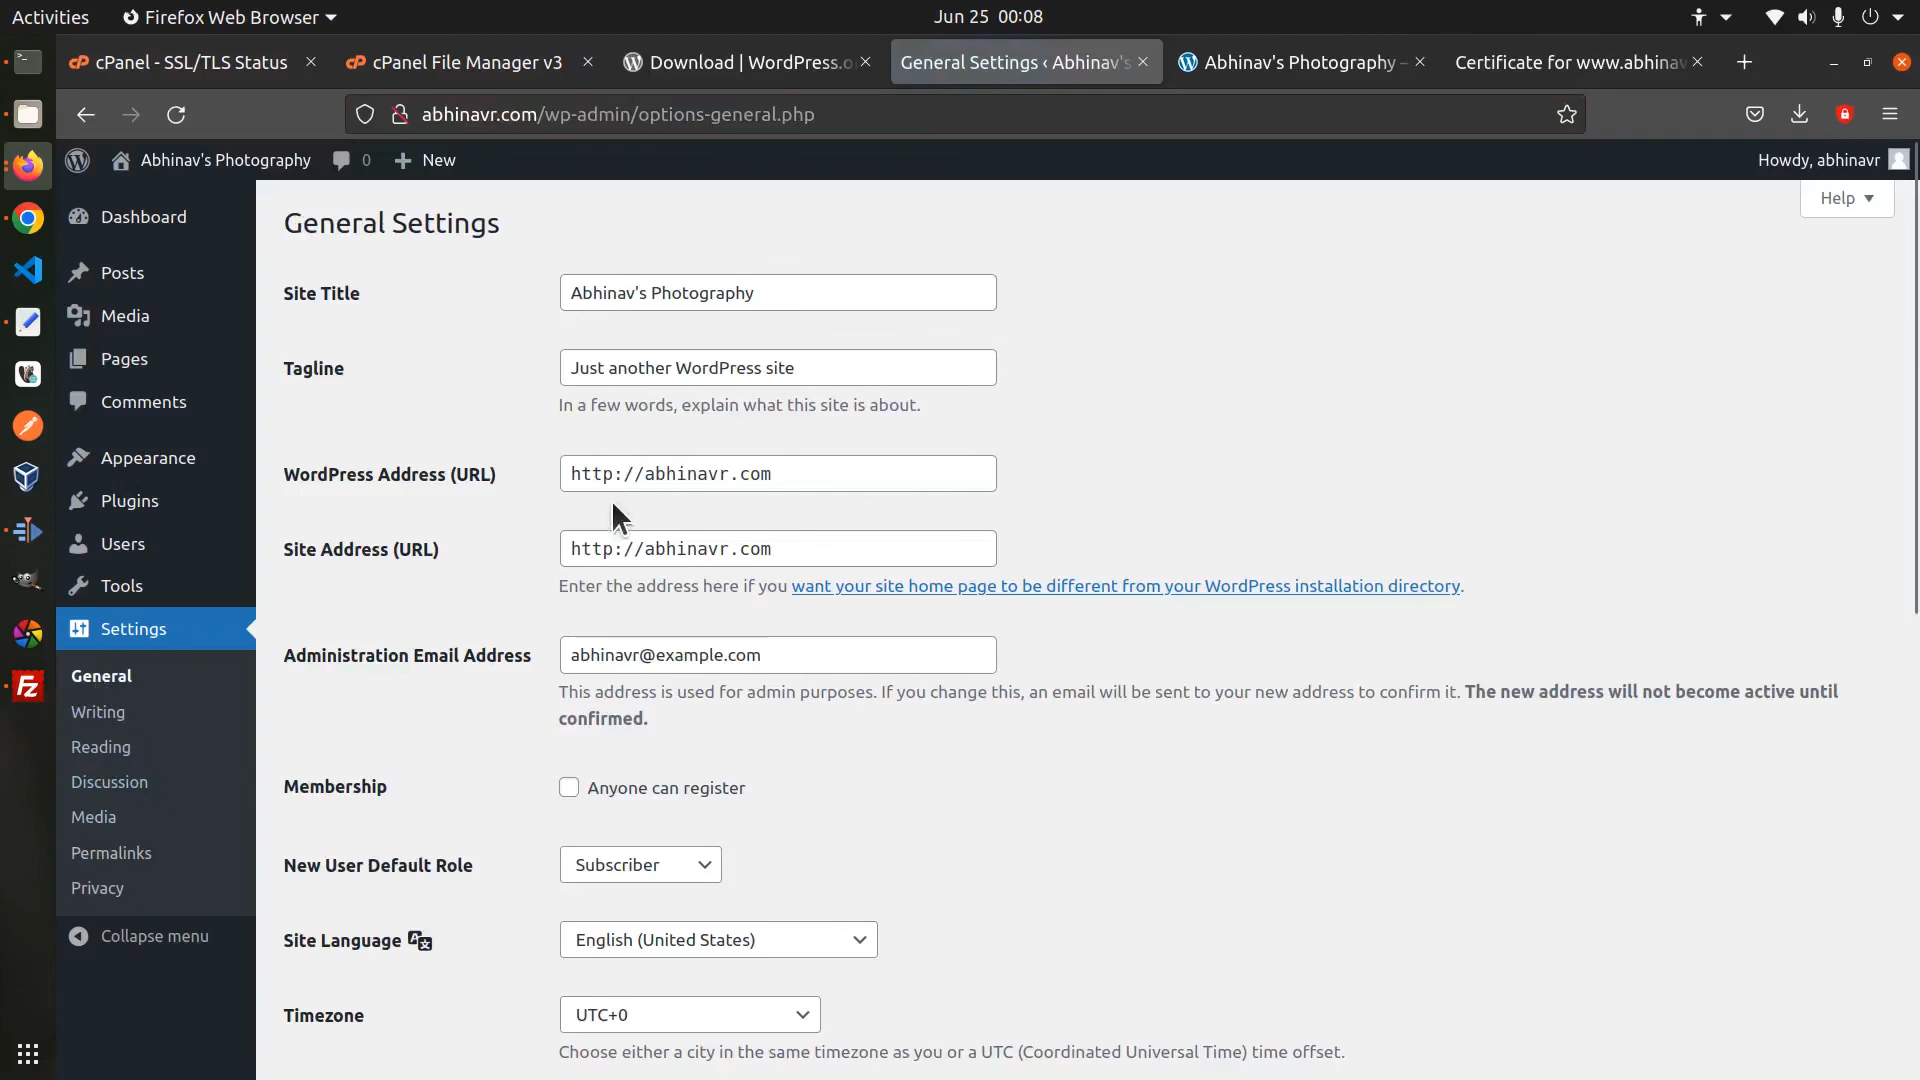 Activities Firefox Web Browser Jun 25 00:08
cPanel - SSL/TLS Status cPanel File Manager v3 Download | WordPress.o General Settings ‹ Abhinav's Abhinav's Photography – Certificate for www.abhinav
abhinavr.com/wp-admin/options-general.php
Abhinav's Photography 0 New Howdy, abhinavr
Help
Dashboard
Posts
Media
Pages
Comments
Appearance
Plugins
Users
Tools
Settings
General
Writing
Reading
Discussion
Media
Permalinks
Privacy
Collapse menu
General Settings
Site Title Abhinav's Photography
Tagline Just another WordPress site
In a few words, explain what this site is about.
WordPress Address (URL) http://abhinavr.com
Site Address (URL) http://abhinavr.com
Enter the address here if you want your site home page to be different from your WordPress installation directory.
Administration Email Address abhinavr@example.com
This address is used for admin purposes. If you change this, an email will be sent to your new address to confirm it. The new address will not become active until
confirmed.
Membership Anyone can register
New User Default Role Subscriber
Site Language English (United States)
Timezone UTC+0
Choose either a city in the same timezone as you or a UTC (Coordinated Universal Time) time offset.